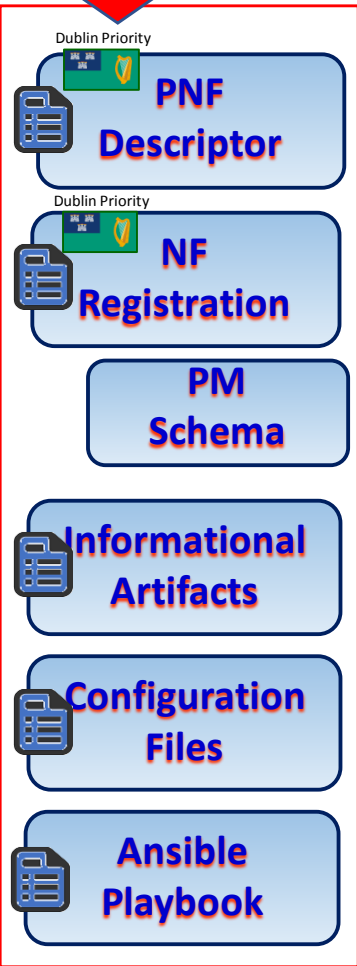 Dublin Priority
PNF
Descriptor
Dublin Priority
NF
Registration
PM
Schema
Informational
Artifacts
Configuration
Files
Ansible
Playbook